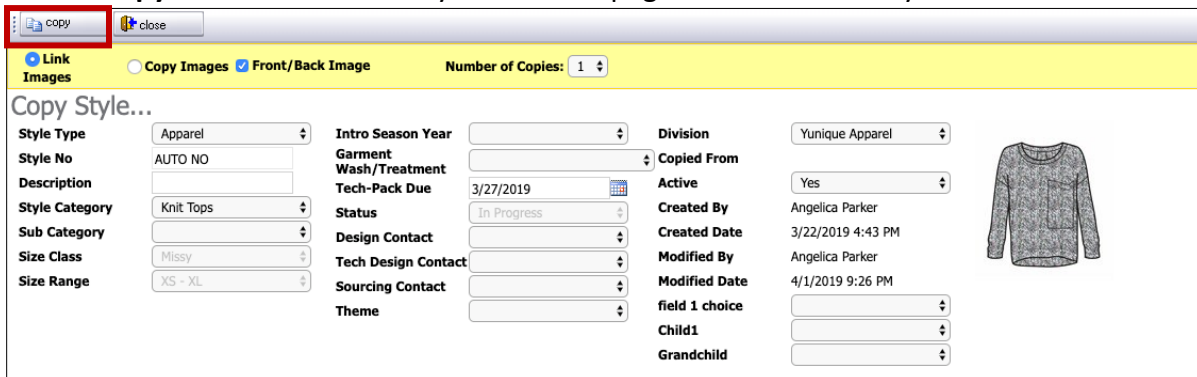 copy close
Link Images
Copy Images Front/Back Image Number of Copies: 1
Copy Style...
Style Type Apparel Intro Season Year Division Yunique Apparel
Style No AUTO NO Garment Wash/Treatment Copied From
Description Tech-Pack Due 3/27/2019 Active Yes
Style Category Knit Tops Status In Progress Created By Angelica Parker
Sub Category Design Contact Created Date 3/22/2019 4:43 PM
Size Class Missy Tech Design Contact Modified By Angelica Parker
Size Range XS - XL Sourcing Contact Modified Date 4/1/2019 9:26 PM
Theme field 1 choice
Child1
Grandchild